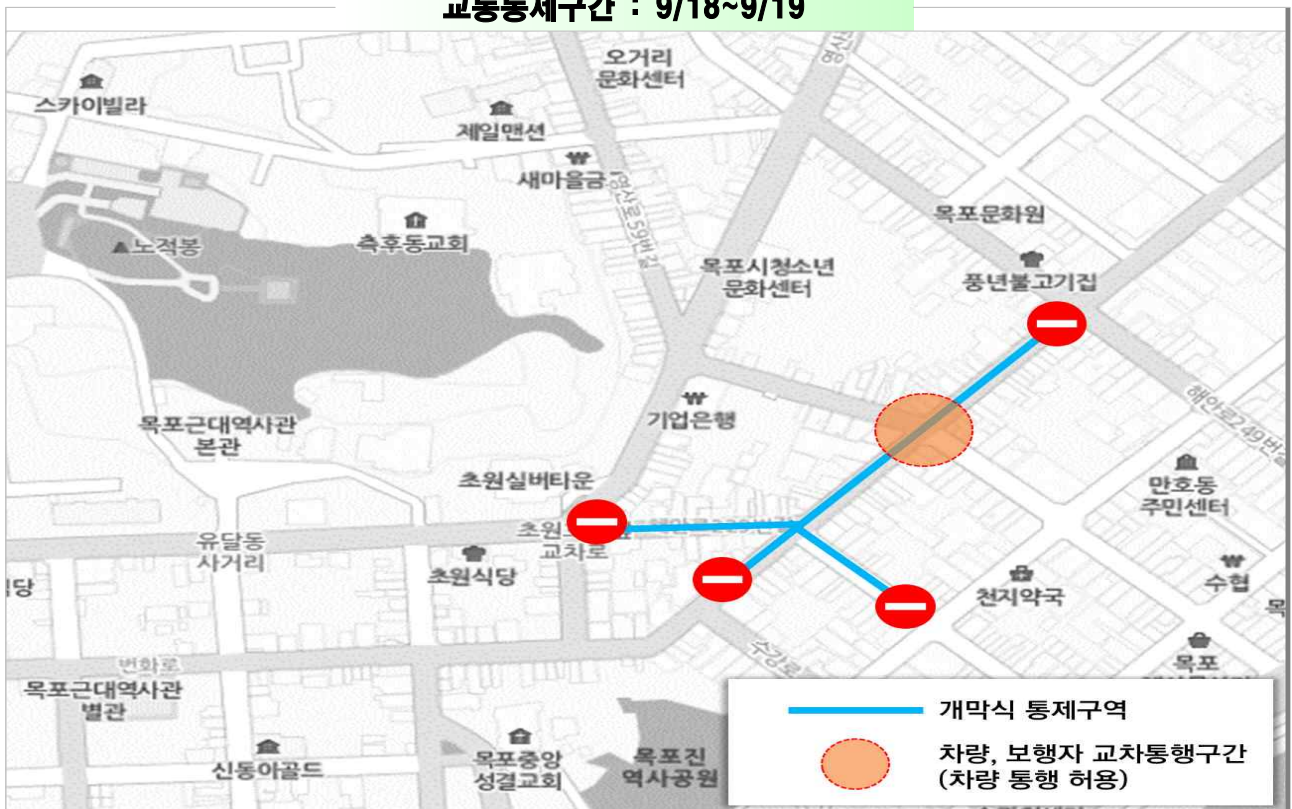 교통통제구간 : 9/18~9/19
오거리
문화센터
스카이빌라
제일맨션
새마을금
영산로59번길
목포문화원
측후동교회
▲노적봉
목포시청소년
문화센터
풍년불고기집
해안로249번길
목포근대역사관
본관
기업은행
초원실버타운
만호동
주민센터
유달동
사거리
초원
교차로
초원식당
식당
천지약국
수협
수강로
번화로
목포
목포근대역사관
별관
신동아골드
목포중앙
성결교회
목포진
역사공원
개막식 통제구역
차량, 보행자 교차통행구간
(차량 통행 허용)